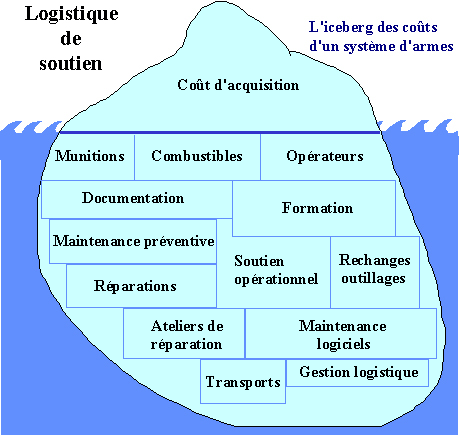 Logistique
de
soutien
L'iceberg des coûts
d'un système d'armes
Coût d'acquisition
Munitions
Combustibles
Opérateurs
Documentation
Formation
Maintenance préventive
Soutien
opérationnel
Rechanges
outillages
Réparations
Ateliers de
réparation
Maintenance
logiciels
Transports
Gestion logistique